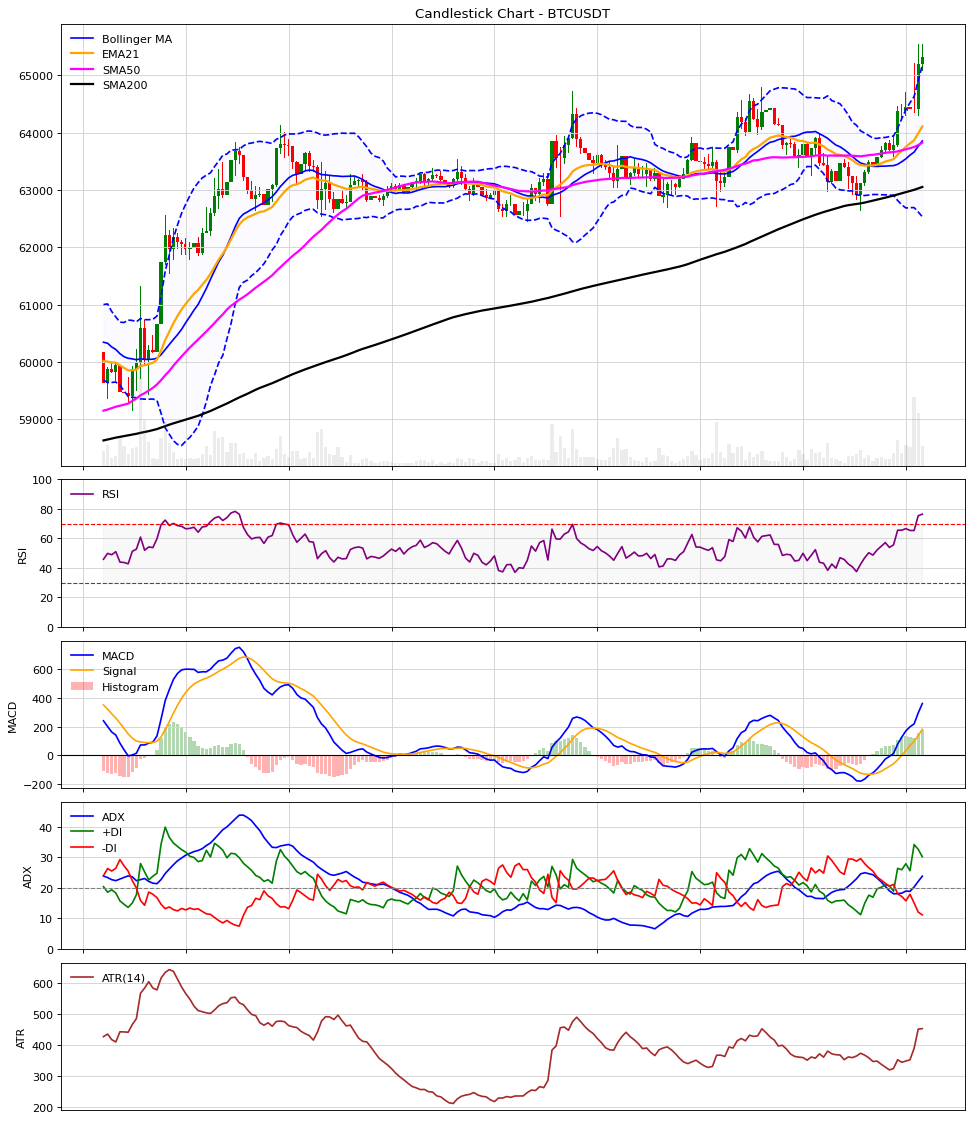 Candlestick Chart - BTCUSDT
Bollinger MA
EMA21
SMA50
SMA200
65000
64000
63000
62000
61000
60000
59000
RSI
100
80
60
40
20
0
RSI
MACD
Signal
Histogram
600
400
200
0
−200
MACD
ADX
+DI
-DI
40
30
20
10
0
ADX
ATR(14)
600
500
400
300
200
ATR